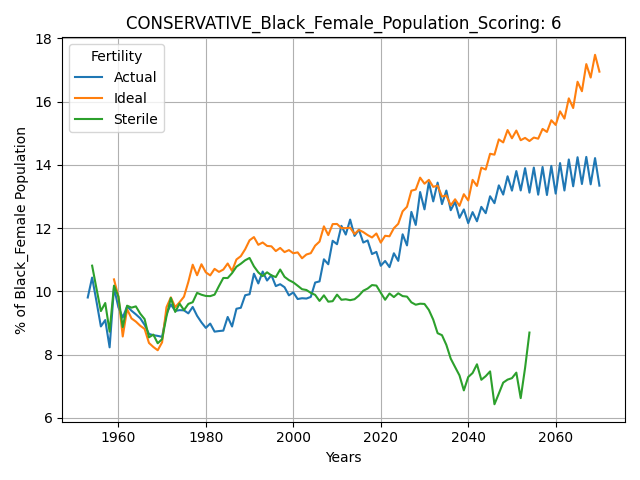 CONSERVATIVE_Black_Female_Population_Scoring: 6
Fertility
Actual
Ideal
Sterile
% of Black_Female Population
18
16
14
12
10
8
6
1960
1980
2000
2020
2040
2060
Years